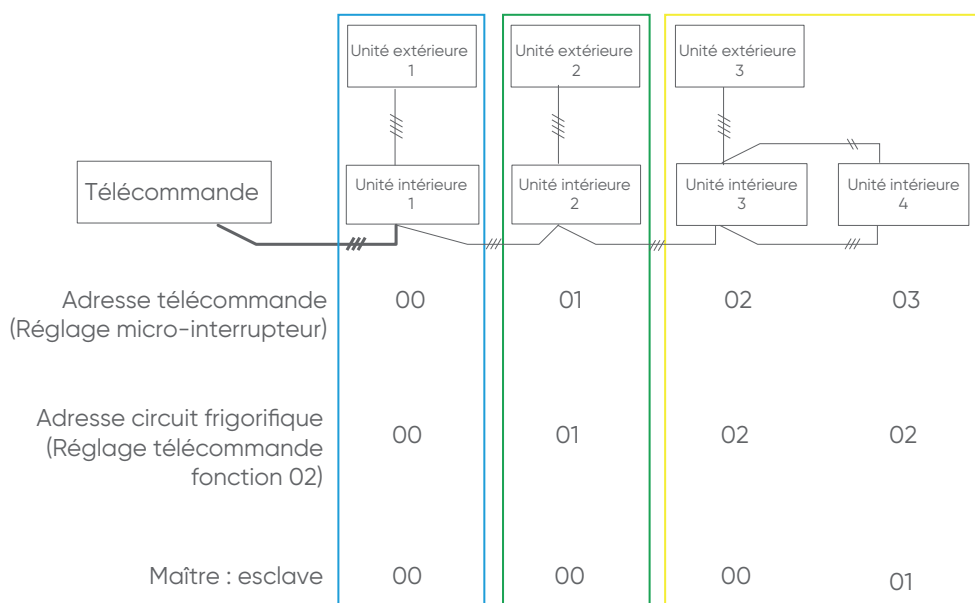 Unité extérieure
1
Unité extérieure
2
Unité extérieure
3
Télécommande
Unité intérieure
1
Unité intérieure
2
Unité intérieure
3
Unité intérieure
4
Adresse télécommande
(Réglage micro-interrupteur)
00 01 02 03
Adresse circuit frigorifique
(Réglage télécommande
fonction 02)
00 01 02 02
Maître : esclave 00 00 00 01